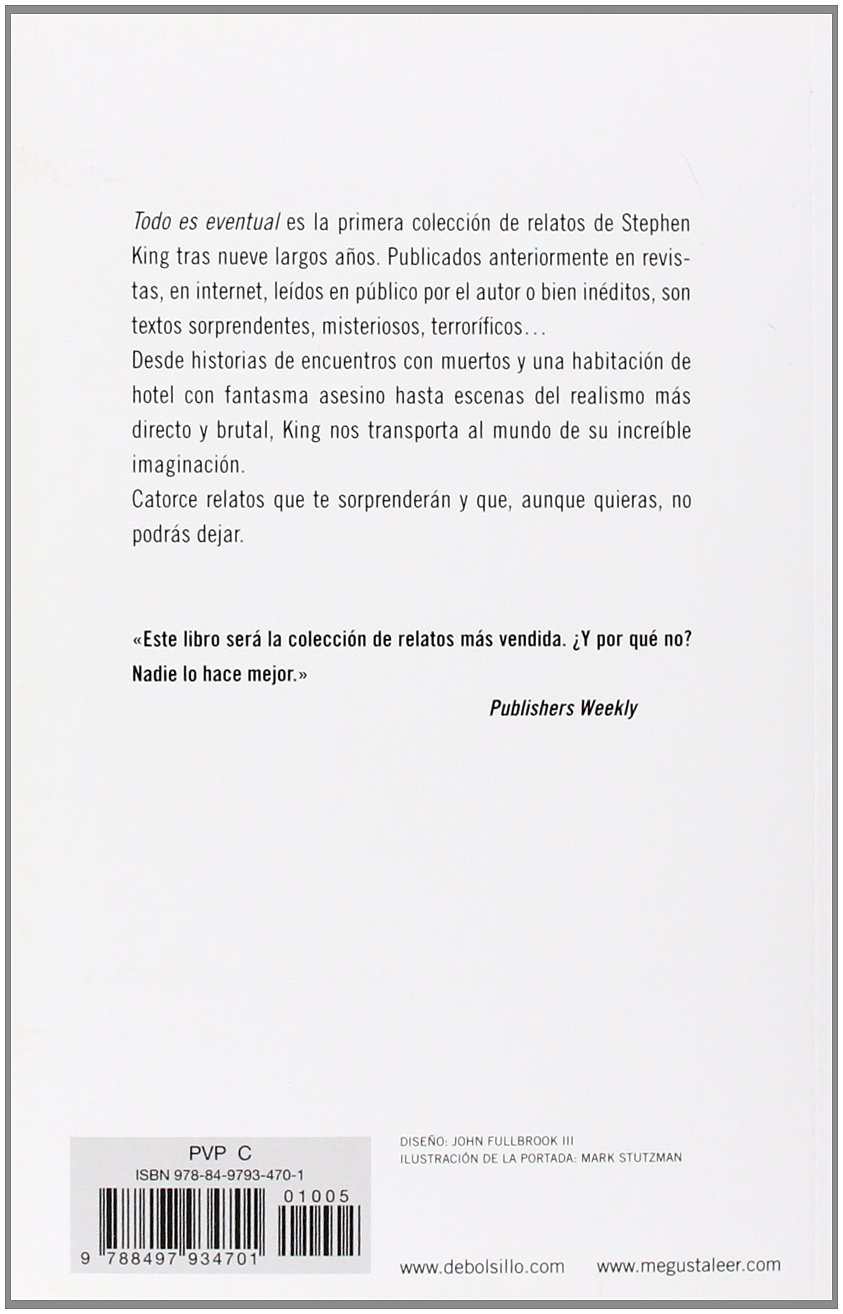 Todo es eventual es la primera colección de relatos de Stephen
King tras nueve largos años. Publicados anteriormente en revis-
tas, en internet, leídos en público por el autor o bien inéditos, son
textos sorprendentes, misteriosos, terroríficos...
Desde historias de encuentros con muertos y una habitación de
hotel con fantasma asesino hasta escenas del realismo más
directo y brutal, King nos transporta al mundo de su increíble
imaginación.
Catorce relatos que te sorprenderán y que, aunque quieras, no
podrás dejar.
«Este libro será la colección de relatos más vendida. ¿Y por qué no?
Nadie lo hace mejor.»
Publishers Weekly
PVP C
ISBN 978-84-9793-470-1
01005
9 788497 934701
DISEÑO: JOHN FULLBROOK III
ILUSTRACIÓN DE LA PORTADA: MARK STUTZMAN
www.debolsillo.com www.megustaleer.com